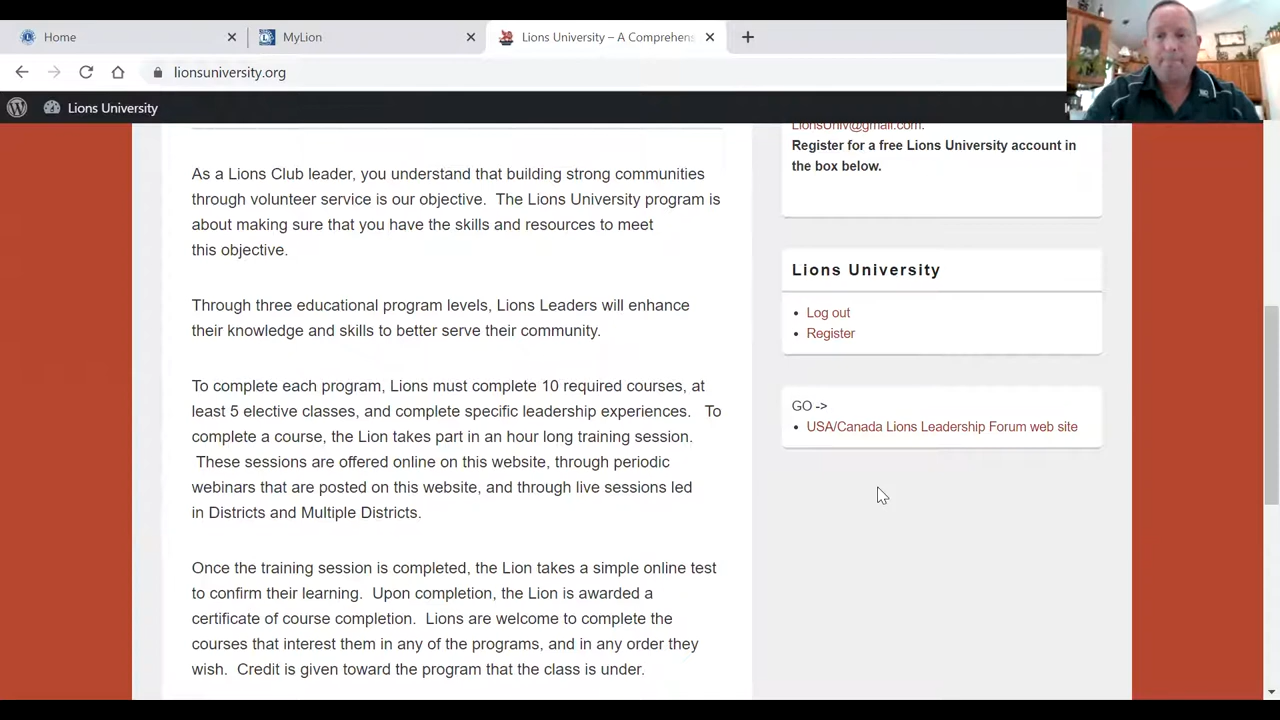 Home
MyLion
Lions University – A Comprehens
lionsuniversity.org
Lions University
As a Lions Club leader, you understand that building strong communities
through volunteer service is our objective.  The Lions University program is
about making sure that you have the skills and resources to meet
this objective.
Through three educational program levels, Lions Leaders will enhance
their knowledge and skills to better serve their community.
To complete each program, Lions must complete 10 required courses, at
least 5 elective classes, and complete specific leadership experiences.   To
complete a course, the Lion takes part in an hour long training session.
These sessions are offered online on this website, through periodic
webinars that are posted on this website, and through live sessions led
in Districts and Multiple Districts.
Once the training session is completed, the Lion takes a simple online test
to confirm their learning.  Upon completion, the Lion is awarded a
certificate of course completion.  Lions are welcome to complete the
courses that interest them in any of the programs, and in any order they
wish.  Credit is given toward the program that the class is under.
LionsUniv@gmail.com.
Register for a free Lions University account in
the box below.
Lions University
• Log out
• Register
GO ->
• USA/Canada Lions Leadership Forum web site